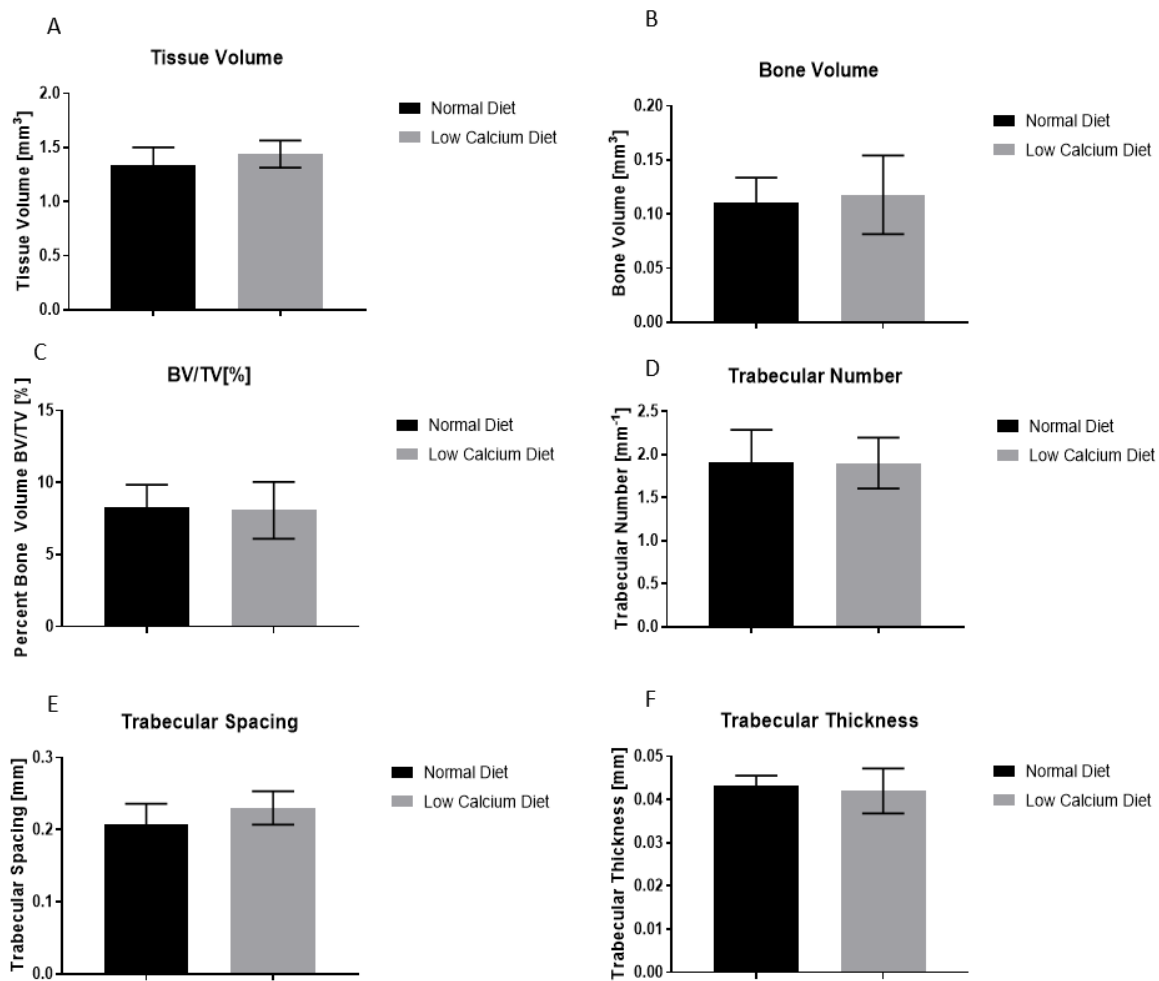 A
Tissue Volume
Tissue Volume [mm³]
2.0
1.5
1.0
0.5
0.0
Normal Diet
Low Calcium Diet
B
Bone Volume
Bone Volume [mm³]
0.20
0.15
0.10
0.05
0.00
Normal Diet
Low Calcium Diet
C
BV/TV[%]
Percent Bone Volume BV/TV [%]
15
10
5
0
Normal Diet
Low Calcium Diet
D
Trabecular Number
Trabecular Number [mm⁻¹]
2.5
2.0
1.5
1.0
0.5
0.0
Normal Diet
Low Calcium Diet
E
Trabecular Spacing
Trabecular Spacing [mm]
0.3
0.2
0.1
0.0
Normal Diet
Low Calcium Diet
F
Trabecular Thickness
Trabecular Thickness [mm]
0.05
0.04
0.03
0.02
0.01
0.00
Normal Diet
Low Calcium Diet